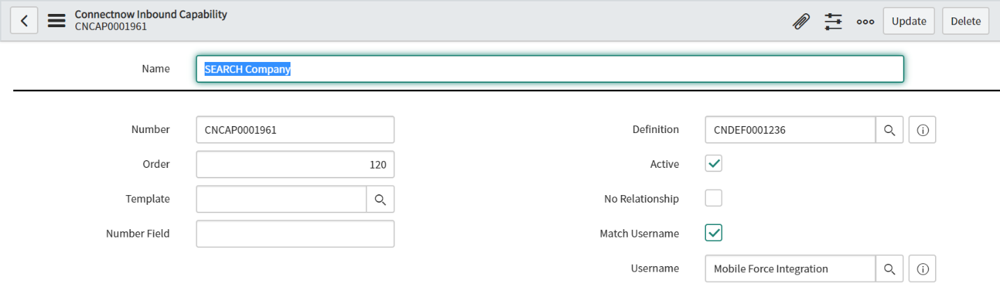 Connectnow Inbound Capability
CNCAP0001961
Update
Delete
Name
SEARCH Company
Number
CNCAP0001961
Order
120
Template
Number Field
Definition
CNDEF0001236
Active
No Relationship
Match Username
Username
Mobile Force Integration